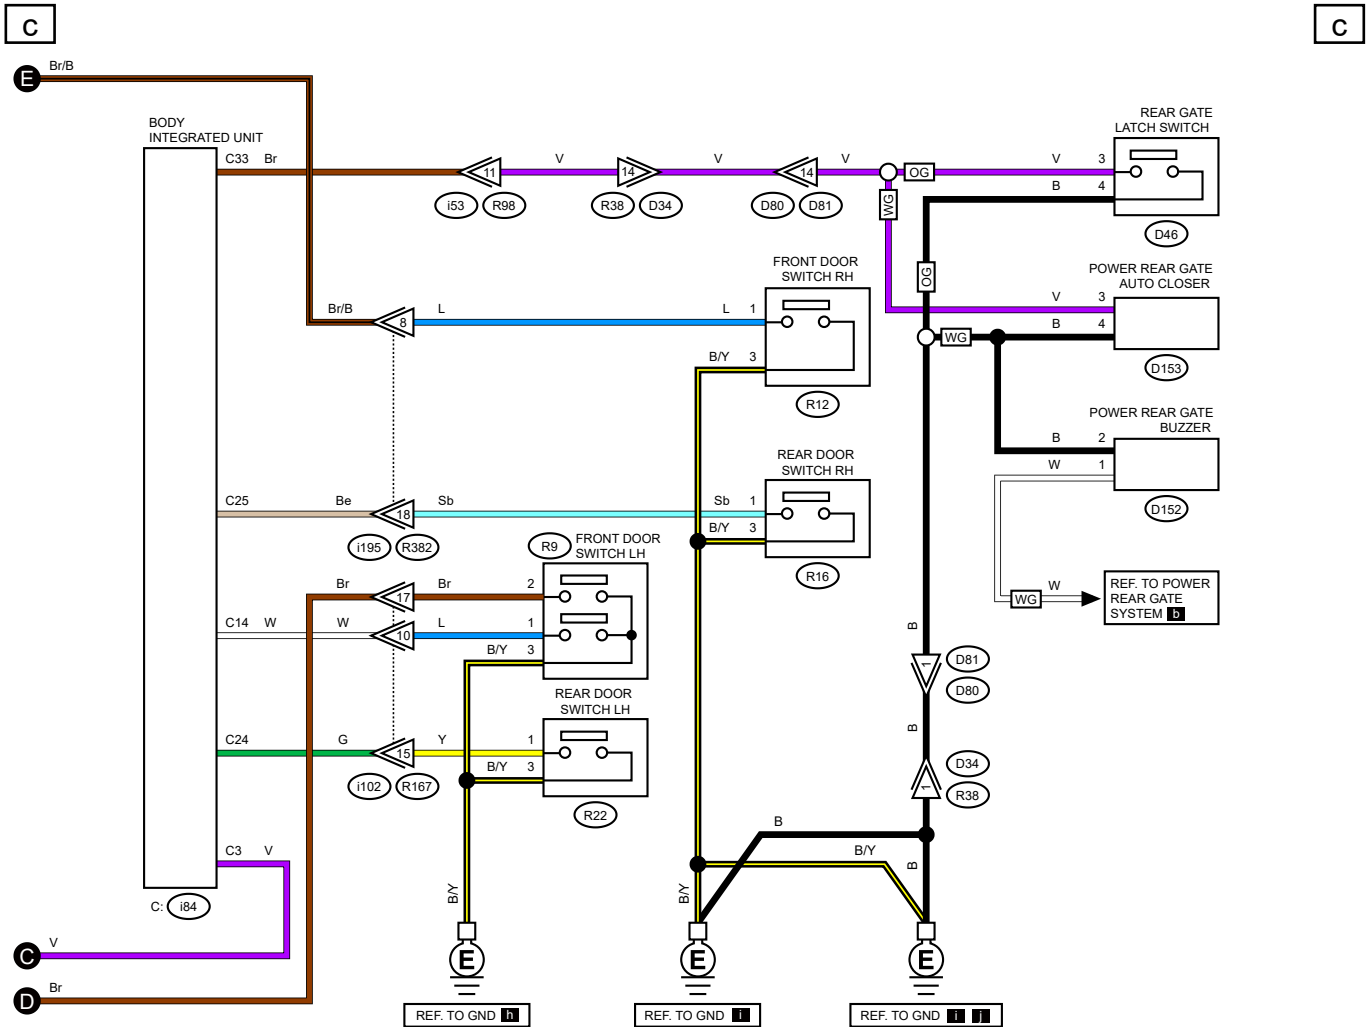 C
C
E
Br/B
BODY
INTEGRATED UNIT
REAR GATE
LATCH SWITCH
C33 Br
11
V
14
V
14
V
OG
V 3
i53 R98
R38 D34
D80 D81
WG
B 4
D46
FRONT DOOR
SWITCH RH
OG
POWER REAR GATE
AUTO CLOSER
Br/B
8
L
L 1
V 3
WG
B 4
B/Y 3
D153
R12
POWER REAR GATE
BUZZER
B 2
REAR DOOR
SWITCH RH
W 1
C25
Be
18
Sb
Sb 1
D152
B/Y 3
i195 R382
R9
FRONT DOOR
SWITCH LH
R16
Br
17
Br
2
WG
W
REF. TO POWER
REAR GATE
SYSTEM b
C14 W
W
10
L
1
B
B/Y 3
1
D81
D80
REAR DOOR
SWITCH LH
B
C24
G
15
Y
1
B/Y 3
D34
1
R38
i102 R167
R22
B
C3 V
B/Y
B
B/Y
B/Y
C: i84
C
V
E
E
E
D
Br
REF. TO GND h
REF. TO GND i
REF. TO GND i j